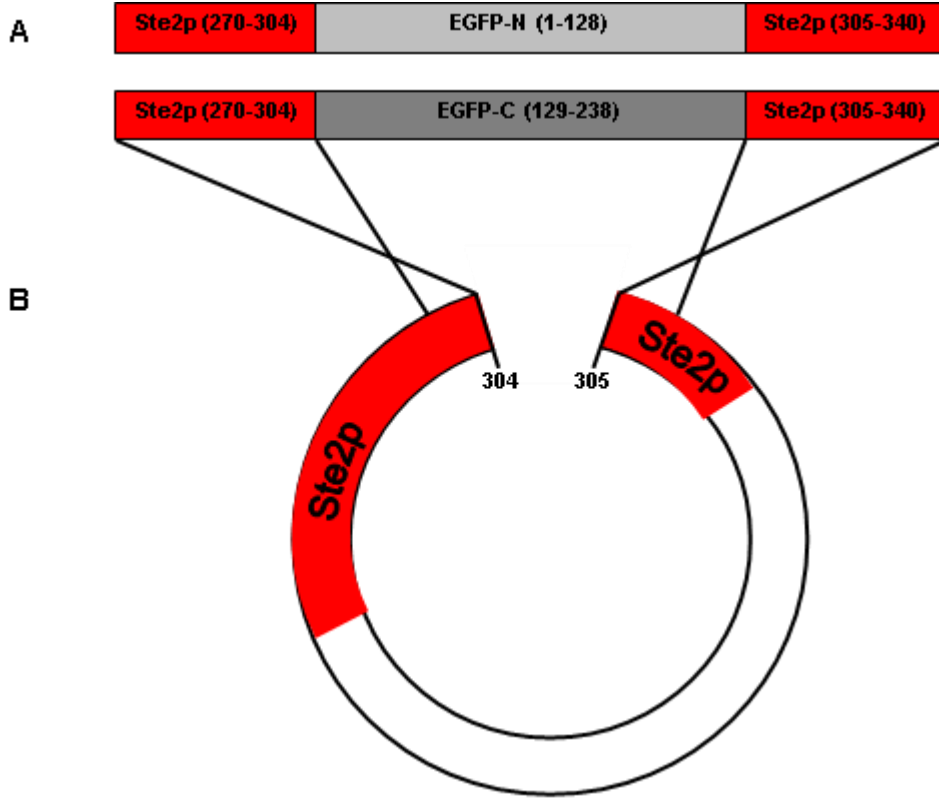 A
Ste2p (270-304) EGFP-N (1-128) Ste2p (305-340)
Ste2p (270-304) EGFP-C (129-238) Ste2p (305-340)
B
304 305
Ste2p
Ste2p